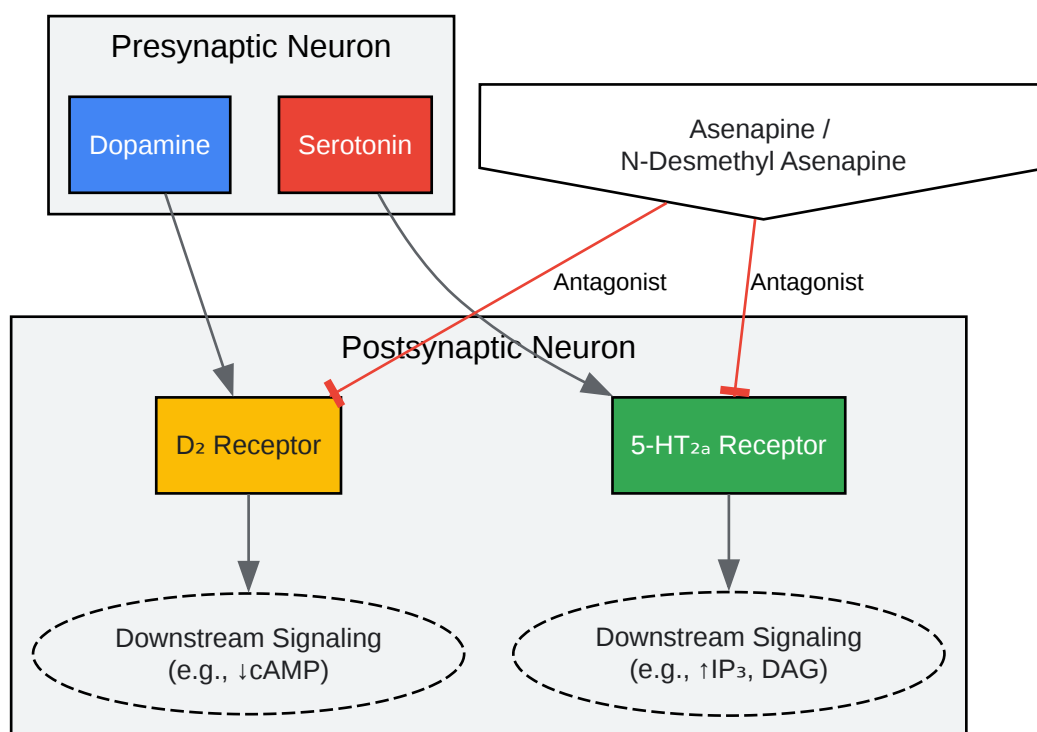 Presynaptic Neuron
Dopamine
Serotonin
Asenapine /
N-Desmethyl Asenapine
Antagonist
Antagonist
Postsynaptic Neuron
D₂ Receptor
5-HT₂ₐ Receptor
Downstream Signaling
(e.g., ↓cAMP)
Downstream Signaling
(e.g., ↑IP₃, DAG)